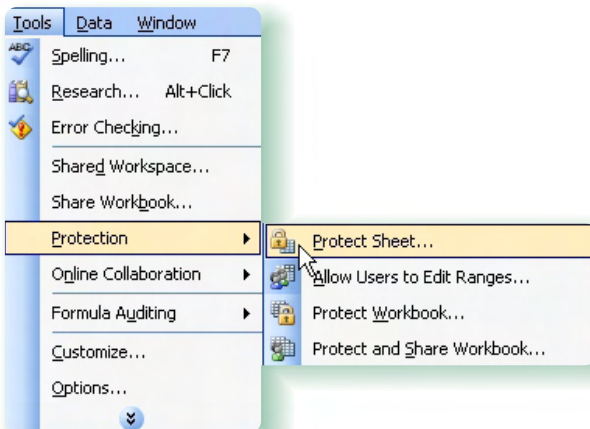 Tools Data Window
ABC
Spelling... F7
Research... Alt+Click
Error Checking...
Shared Workspace...
Share Workbook...
Protection
Online Collaboration
Formula Auditing
Customize...
Options...
Protect Sheet...
Allow Users to Edit Ranges...
Protect Workbook...
Protect and Share Workbook...